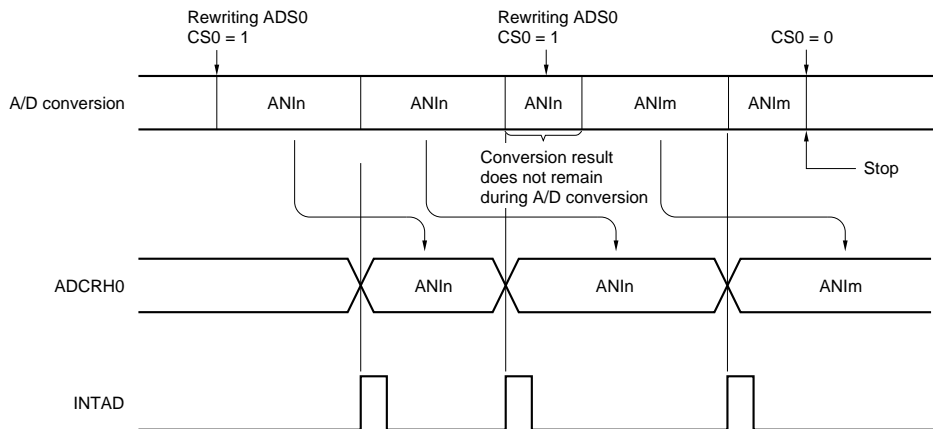 Rewriting ADS0
CS0 = 1
Rewriting ADS0
CS0 = 1
CS0 = 0
A/D conversion
ANIn
ANIn
ANIn
ANIm
ANIm
Conversion result
does not remain
during A/D conversion
Stop
ADCRH0
ANIn
ANIn
ANIm
INTAD